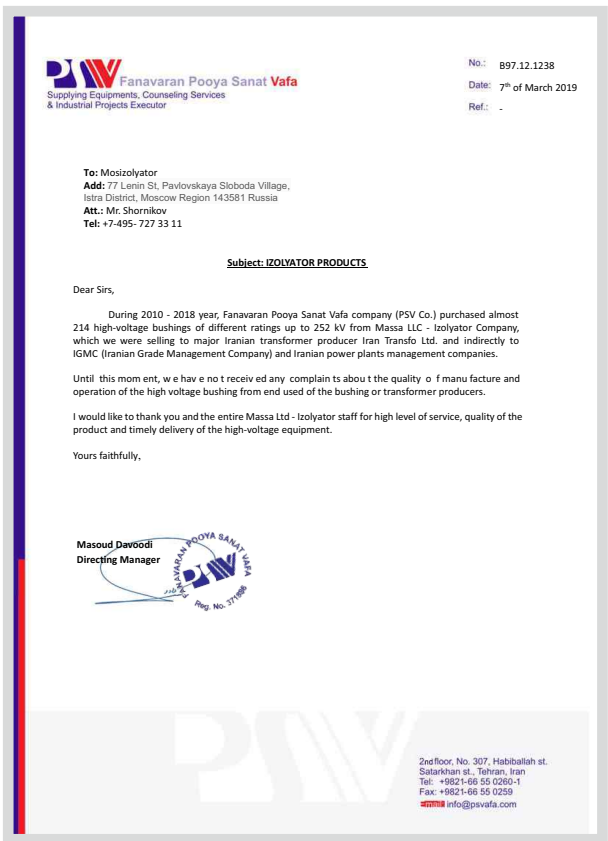 PSV
Fanavaran Pooya Sanat Vafa
Supplying Equipments, Counseling Services
& Industrial Projects Executor
No.: B97.12.1238
Date: 7th of March 2019
Ref.: -
To: Mosizolyator
Add: 77 Lenin St, Pavlovskaya Sloboda Village,
Istra District, Moscow Region 143581 Russia
Att.: Mr. Shornikov
Tel: +7-495- 727 33 11
Subject: IZOLYATOR PRODUCTS
Dear Sirs,
During 2010 - 2018 year, Fanavaran Pooya Sanat Vafa company (PSV Co.) purchased almost
214 high-voltage bushings of different ratings up to 252 kV from Massa LLC - Izolyator Company,
which we were selling to major Iranian transformer producer Iran Transfo Ltd. and indirectly to
IGMC (Iranian Grade Management Company) and Iranian power plants management companies.
Until this mom ent, w e hav e no t receiv ed any complain ts abou t the quality o f manu facture and
operation of the high voltage bushing from end used of the bushing or transformer producers.
I would like to thank you and the entire Massa Ltd - Izolyator staff for high level of service, quality of the
product and timely delivery of the high-voltage equipment.
Yours faithfully,
Masoud Davoodi
Directing Manager
FANAVARAN POOYA SANAT VAFA
PSV
Reg. No. 371898
PSV
2nd floor, No. 307, Habiballah st.
Satarkhan st., Tehran, Iran
Tel: +9821-66 55 0260-1
Fax: +9821-66 55 0259
Email: info@psvafa.com